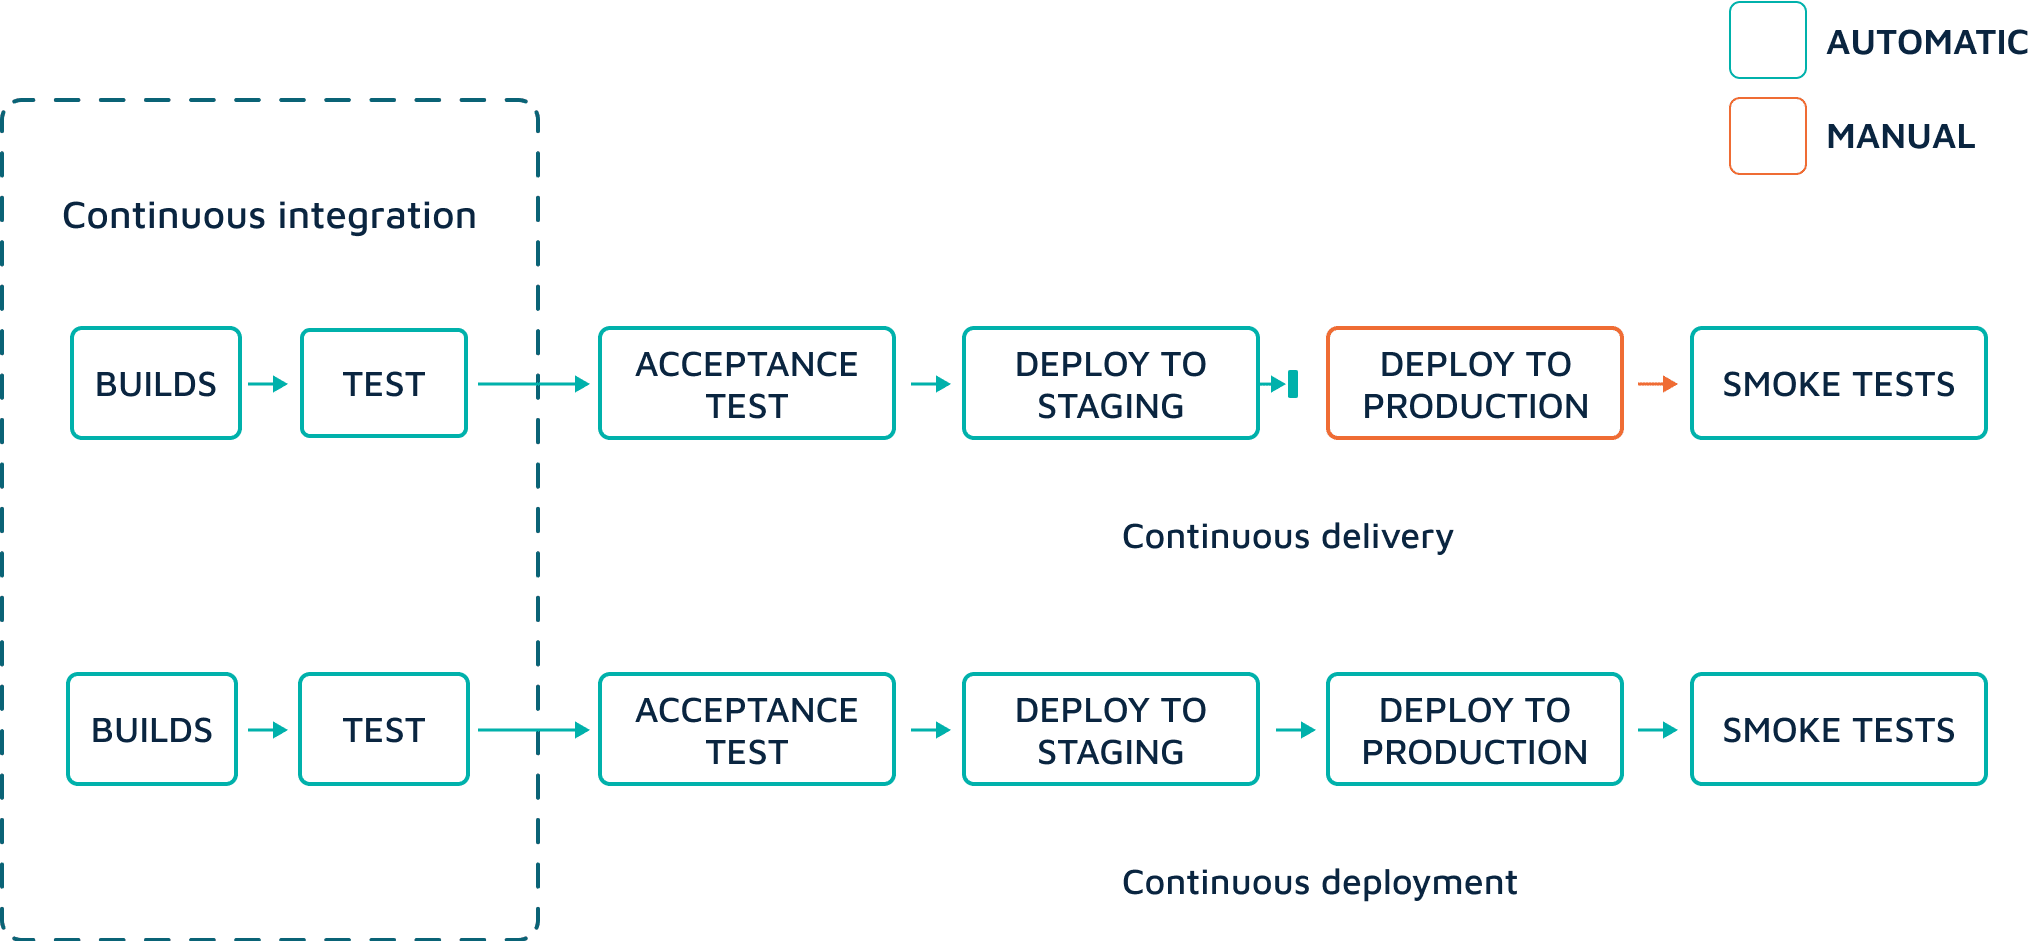 AUTOMATIC
MANUAL
Continuous integration
BUILDS
TEST
ACCEPTANCE
TEST
DEPLOY TO
STAGING
DEPLOY TO
PRODUCTION
SMOKE TESTS
Continuous delivery
BUILDS
TEST
ACCEPTANCE
TEST
DEPLOY TO
STAGING
DEPLOY TO
PRODUCTION
SMOKE TESTS
Continuous deployment